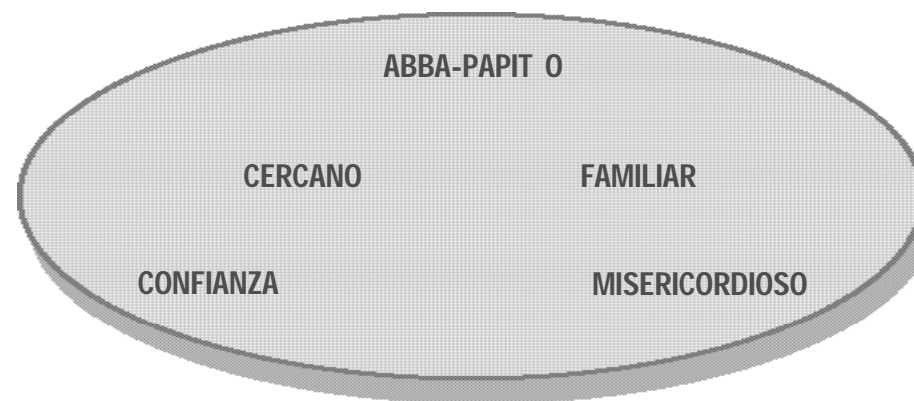 ABBA-PAPIT O
CERCANO FAMILIAR
CONFIANZA MISERICORDIOSO